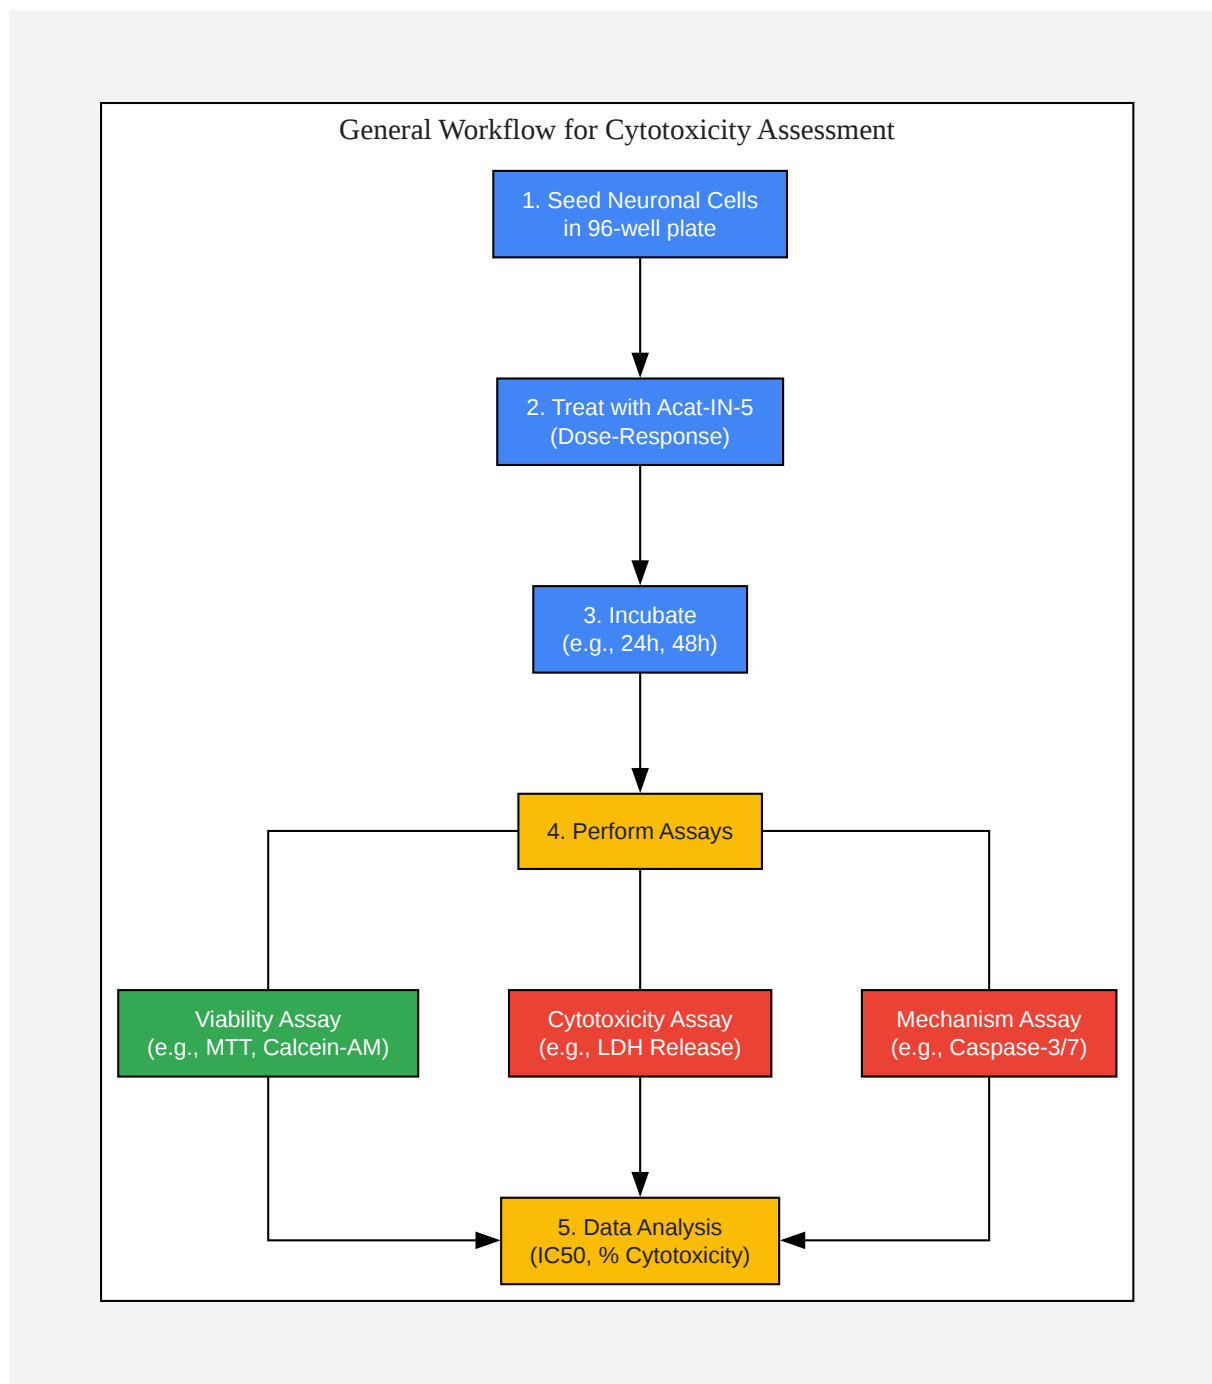 General Workflow for Cytotoxicity Assessment
1. Seed Neuronal Cells
in 96-well plate
2. Treat with Acat-IN-5
(Dose-Response)
3. Incubate
(e.g., 24h, 48h)
4. Perform Assays
Viability Assay
(e.g., MTT, Calcein-AM)
Cytotoxicity Assay
(e.g., LDH Release)
Mechanism Assay
(e.g., Caspase-3/7)
5. Data Analysis
(IC50, % Cytotoxicity)